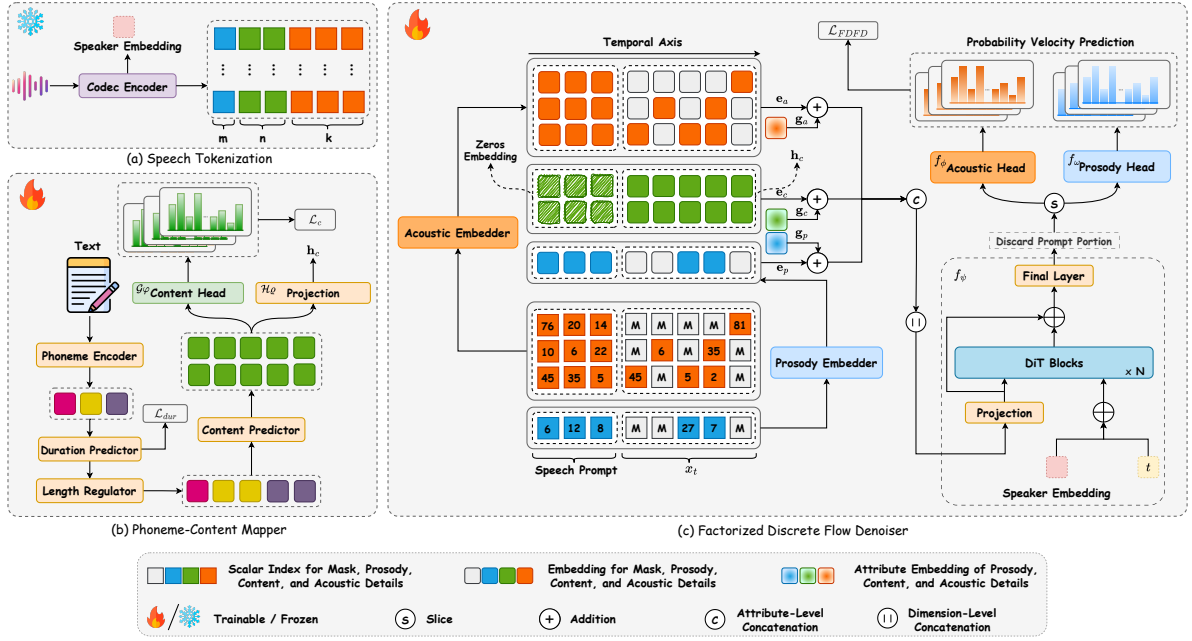 Speaker Embedding
Codec Encoder
m
n
k
(a) Speech Tokenization
Text
Phoneme Encoder
Duration Predictor
Length Regulator
ℒ_dur
𝒢φ Content Head
ℋϱ Projection
ℒ_c
h_c
Content Predictor
(b) Phoneme-Content Mapper
Temporal Axis
Zeros
Embedding
Acoustic Embedder
e_a
g_a
h_c
e_c
g_c
g_p
e_p
76 20 14 M M M M 81
10 6 22 M 6 M 35 M
45 35 5 45 M 5 2 M
6 12 8 M M 27 7 M
Speech Prompt
x_t
Prosody Embedder
C
ℒ_FDFD
Probability Velocity Prediction
...
...
f_ϕ Acoustic Head
f_ω Prosody Head
S
Discard Prompt Portion
f_ψ
Final Layer
DiT Blocks
× N
Projection
Speaker Embedding
t
(c) Factorized Discrete Flow Denoiser
Scalar Index for Mask, Prosody,
Content, and Acoustic Details
Embedding for Mask, Prosody,
Content, and Acoustic Details
Attribute Embedding of Prosody,
Content, and Acoustic Details
/
Trainable / Frozen
S
Slice
+
Addition
C
Attribute-Level
Concatenation
||
Dimension-Level
Concatenation